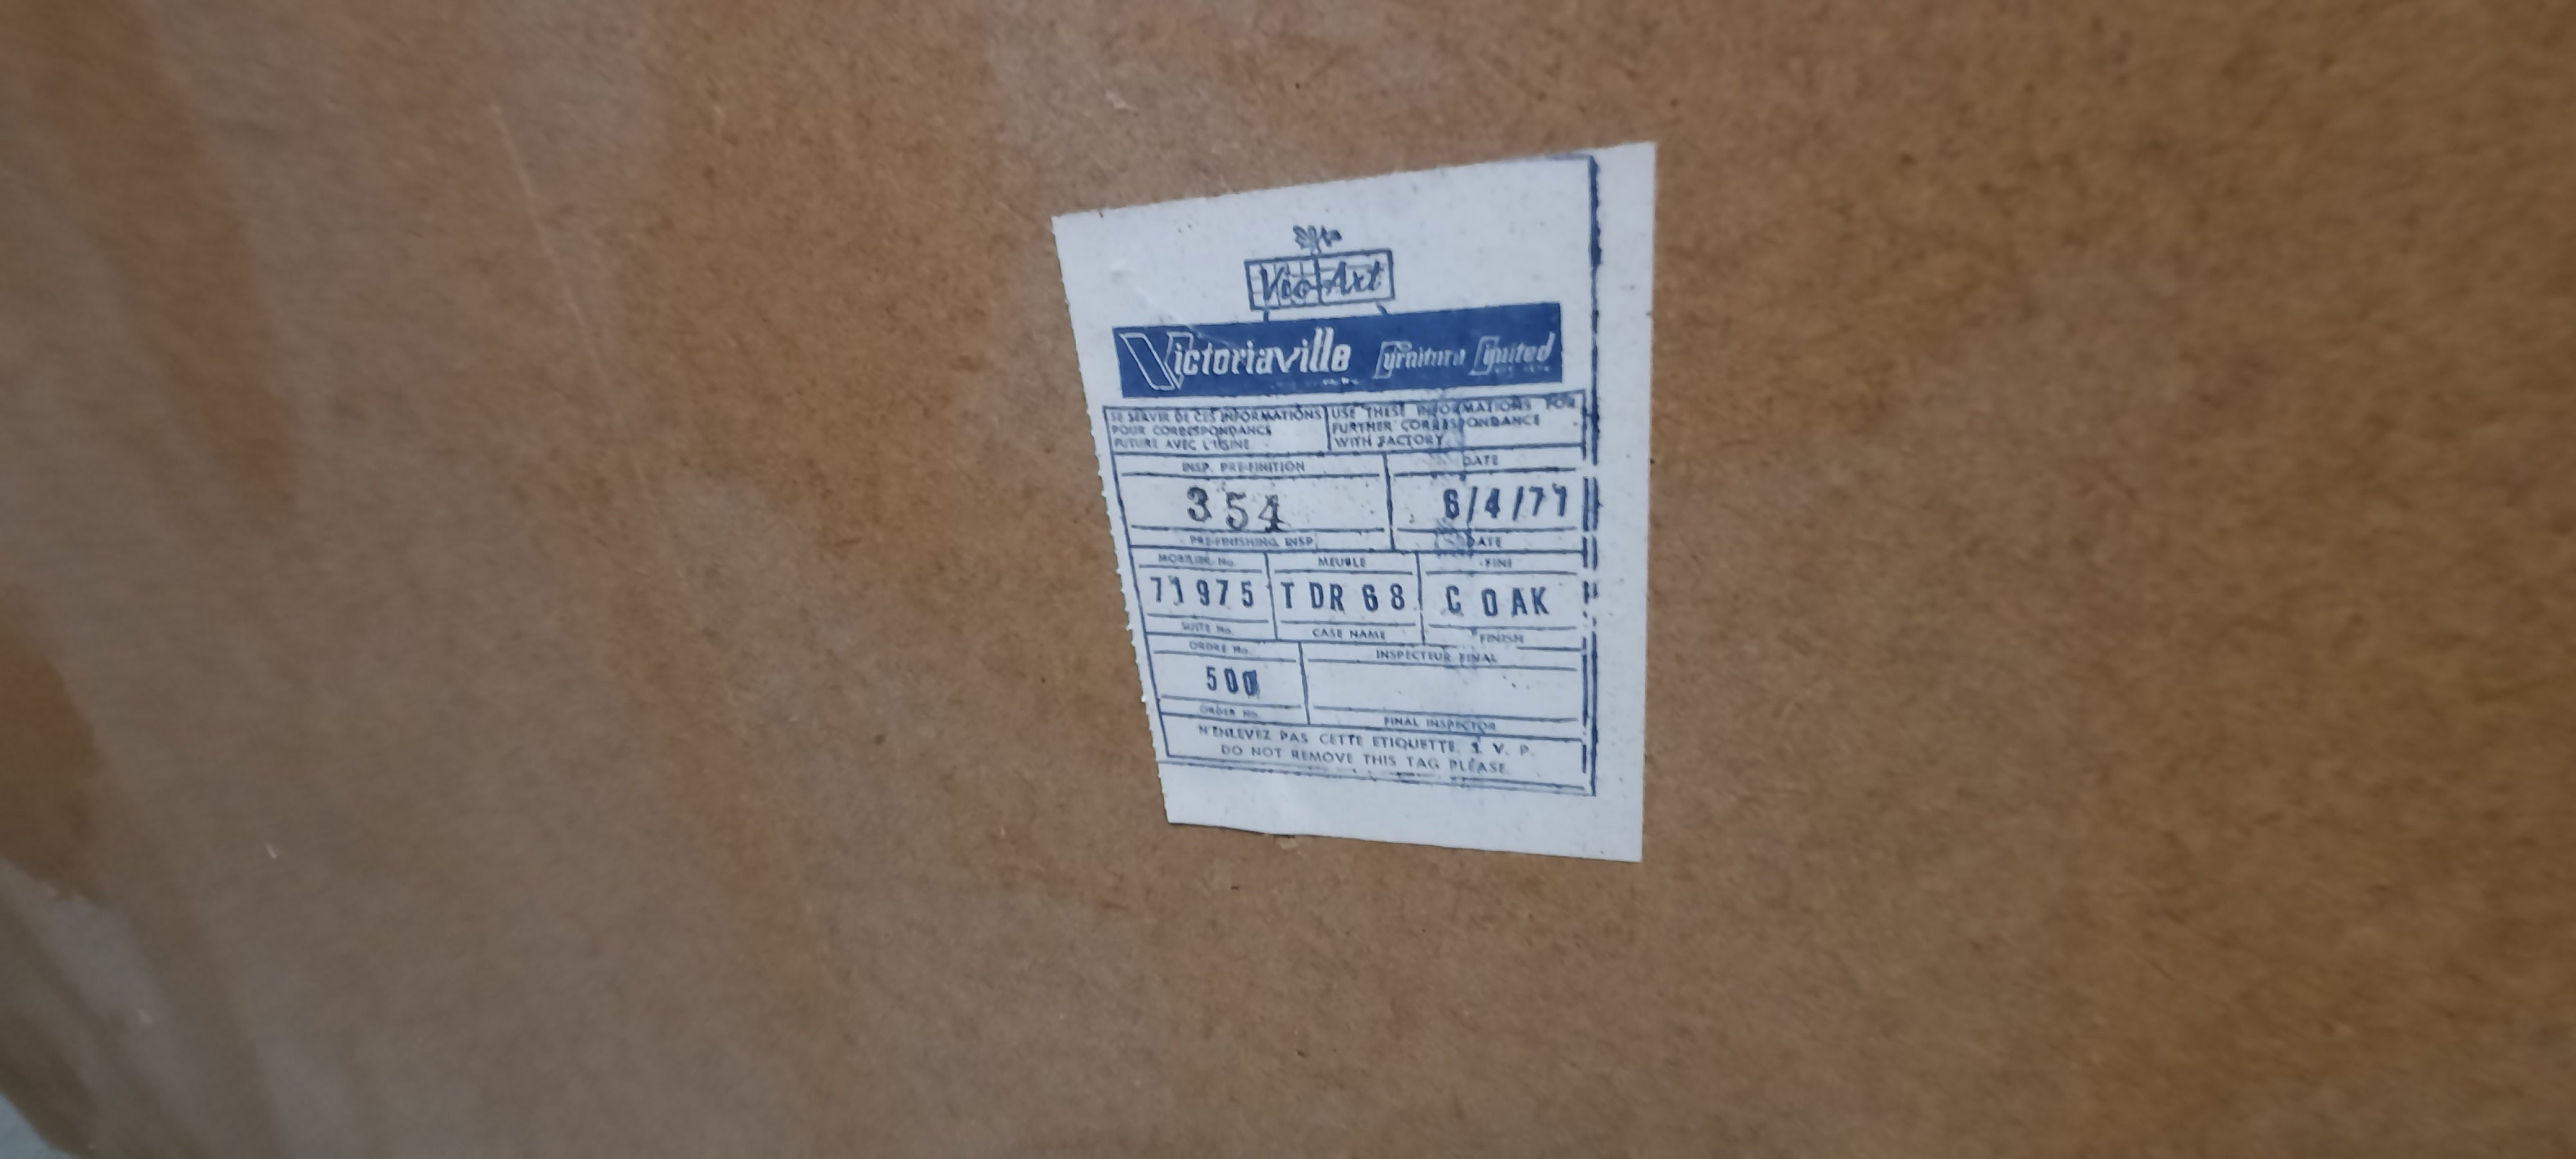 Vic Art
Victoriaville Furniture Limited
SE SERVIR DE CES INFORMATIONS
POUR CORRESPONDANCE
FUTURE AVEC L'USINE
USE THESE INFORMATIONS FOR
FURTHER CORRESPONDANCE
WITH FACTORY
INSP. PRE-FINITION
DATE
354
6/4/77
PRE-FINISHING INSP.
DATE
MOBILIER No.
MEUBLE
FINI
71975
T DR 68
C OAK
SUITE No.
CASE NAME
FINISH
ORDRE No.
INSPECTEUR FINAL
500
ORDER No.
FINAL INSPECTOR
N'ENLEVEZ PAS CETTE ETIQUETTE, S. V. P.
DO NOT REMOVE THIS TAG PLEASE.